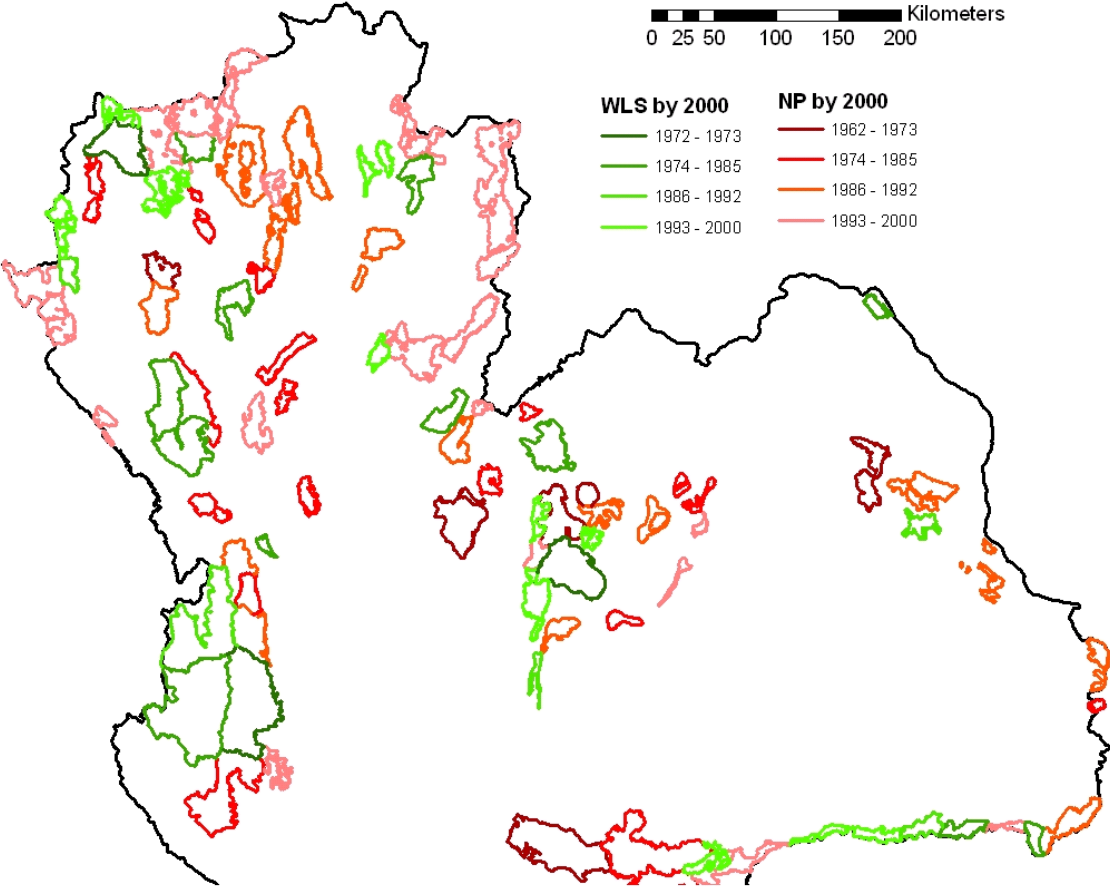 Kilometers
0 25 50 100 150 200
WLS by 2000
1972 - 1973
1974 - 1985
1986 - 1992
1993 - 2000
NP by 2000
1962 - 1973
1974 - 1985
1986 - 1992
1993 - 2000